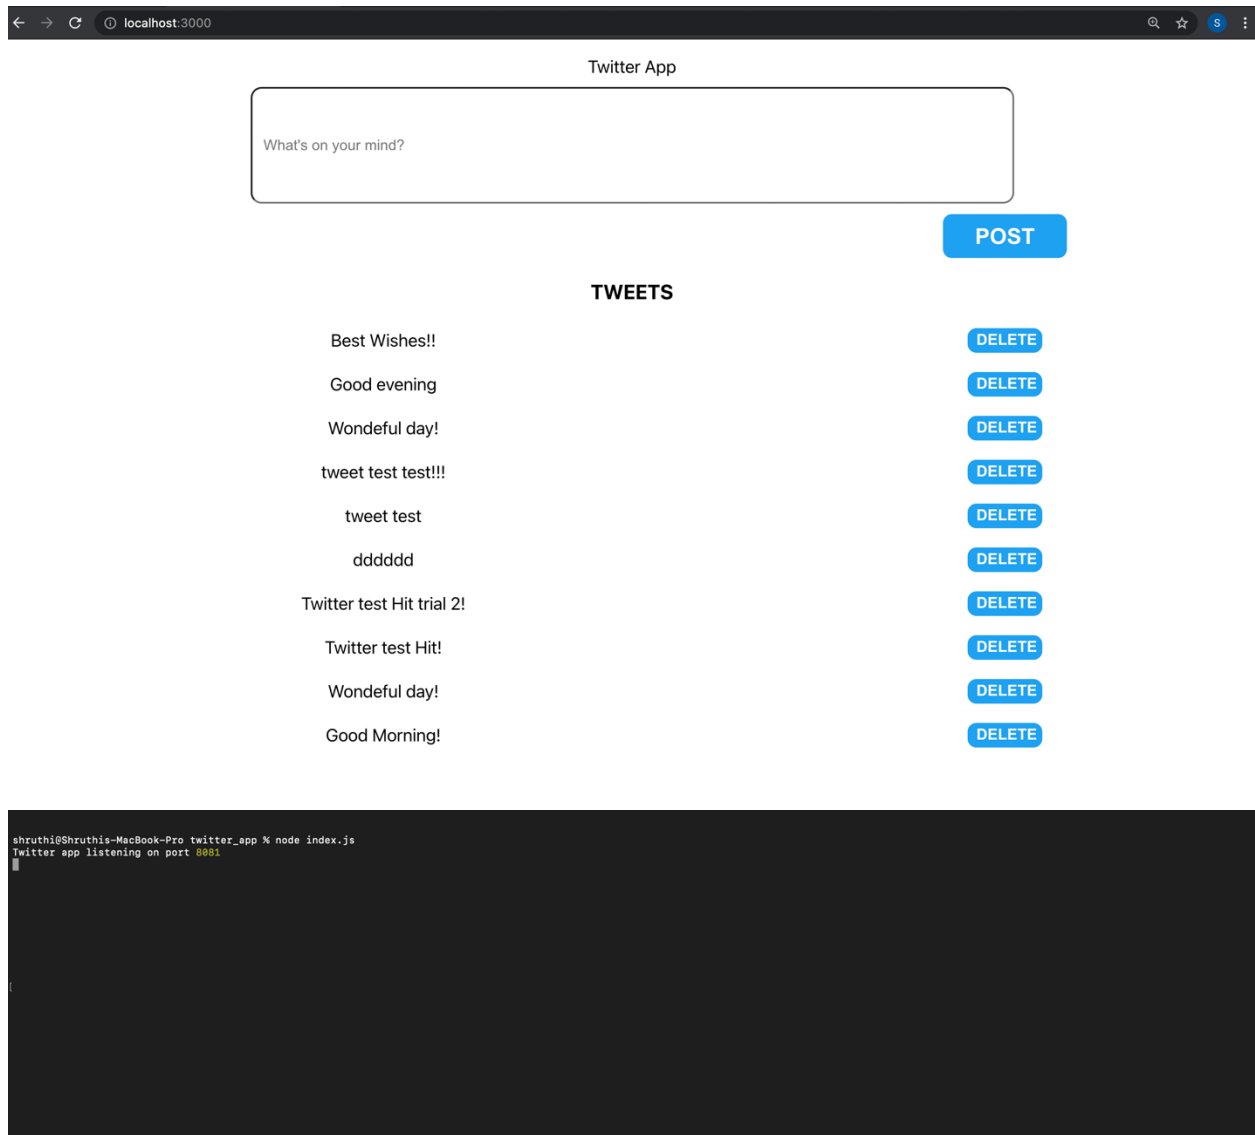 localhost:3000
S
Twitter App
What's on your mind?
POST
TWEETS
Best Wishes!! DELETE
Good evening DELETE
Wondeful day! DELETE
tweet test test!!! DELETE
tweet test DELETE
dddddd DELETE
Twitter test Hit trial 2! DELETE
Twitter test Hit! DELETE
Wondeful day! DELETE
Good Morning! DELETE
shruthi@Shruthis-MacBook-Pro twitter_app % node index.js
Twitter app listening on port 8081
[